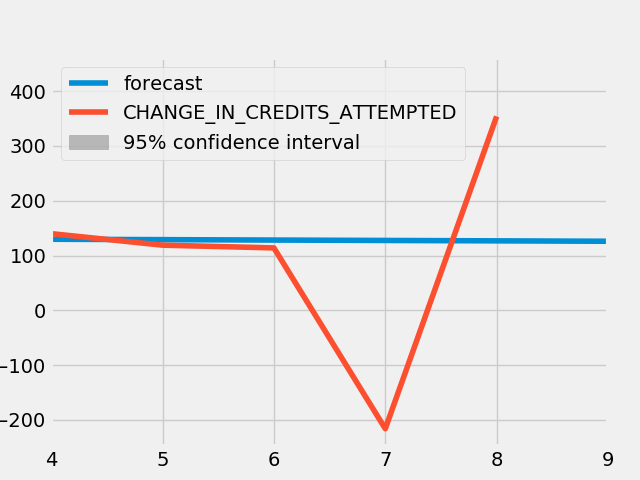 forecast
CHANGE_IN_CREDITS_ATTEMPTED
95% confidence interval
400
300
200
100
0
−100
−200
4 5 6 7 8 9